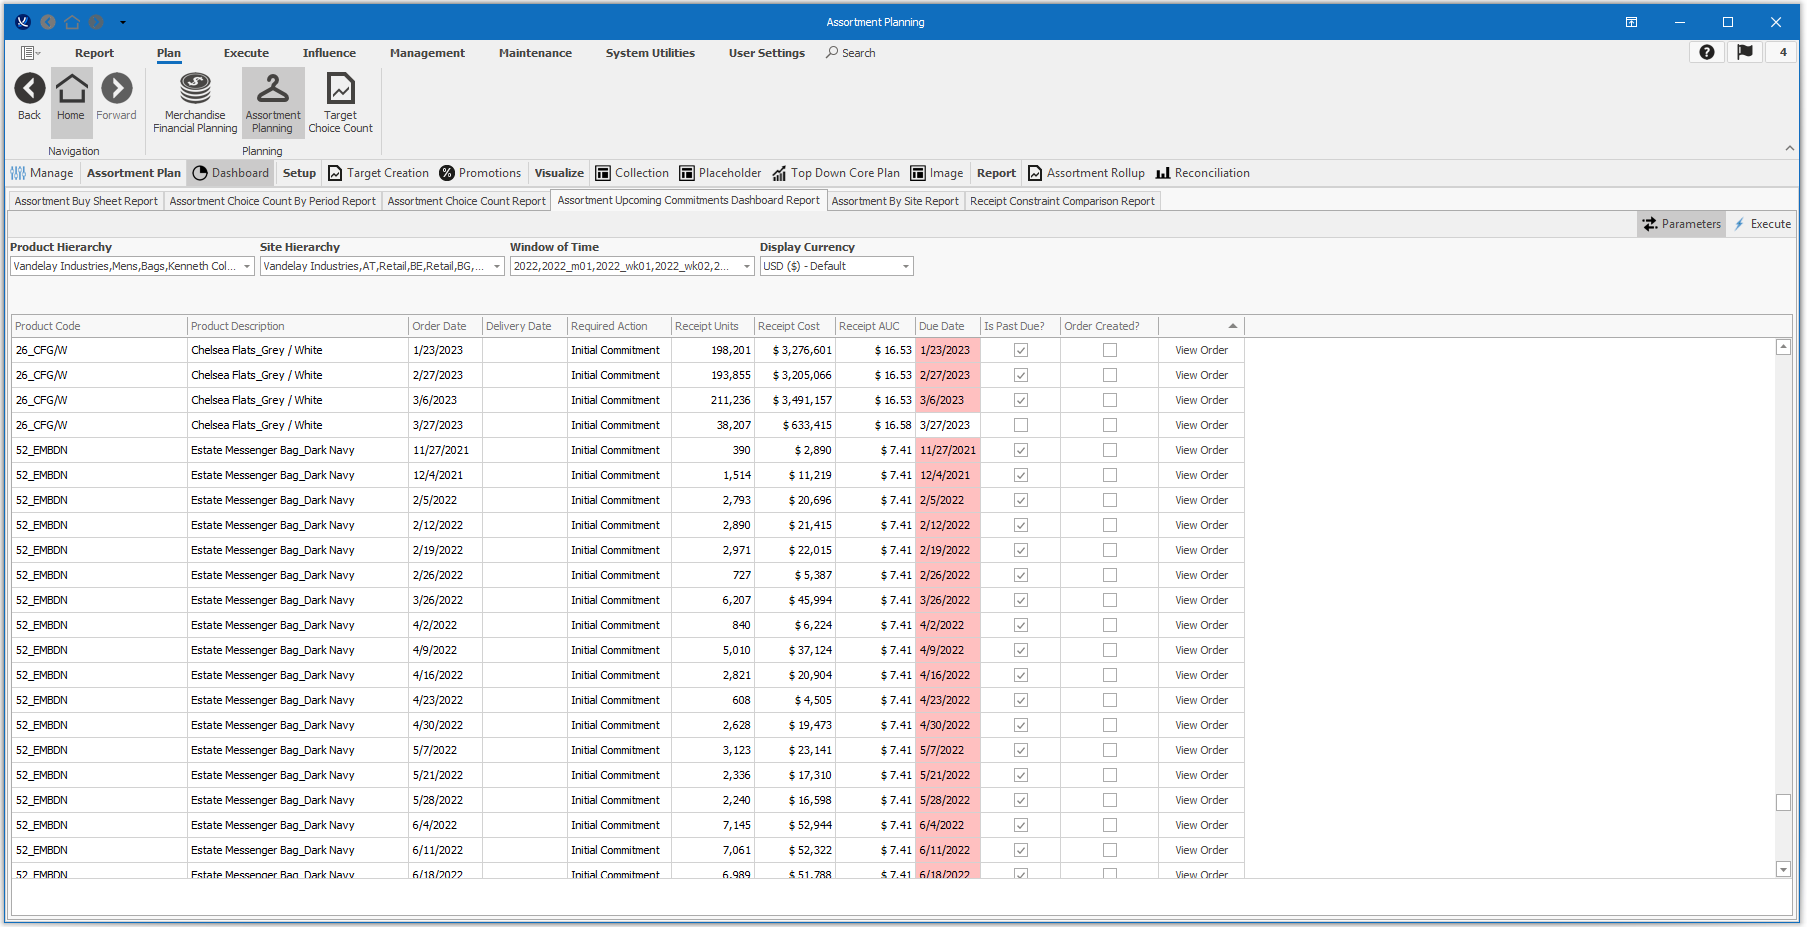 Assortment Planning
Report Plan Execute Influence Management Maintenance System Utilities User Settings Search 4
Back Home Forward Merchandise Financial Planning Assortment Planning Target Choice Count
Navigation Planning
Manage Assortment Plan Dashboard Setup Target Creation Promotions Visualize Collection Placeholder Top Down Core Plan Image Report Assortment Rollup Reconciliation
Assortment Buy Sheet Report Assortment Choice Count By Period Report Assortment Choice Count Report Assortment Upcoming Commitments Dashboard Report Assortment By Site Report Receipt Constraint Comparison Report
Parameters Execute
Product Hierarchy Site Hierarchy Window of Time Display Currency
Vandelay Industries,Mens,Bags,Kenneth Col... Vandelay Industries,AT,Retail,BE,Retail,BG,... 2022,2022_m01,2022_wk01,2022_wk02,2... USD ($) - Default
Product Code Product Description Order Date Delivery Date Required Action Receipt Units Receipt Cost Receipt AUC Due Date Is Past Due? Order Created?
26_CFG/W Chelsea Flats_Grey / White 1/23/2023 Initial Commitment 198,201 $ 3,276,601 $ 16.53 1/23/2023 View Order
26_CFG/W Chelsea Flats_Grey / White 2/27/2023 Initial Commitment 193,855 $ 3,205,066 $ 16.53 2/27/2023 View Order
26_CFG/W Chelsea Flats_Grey / White 3/6/2023 Initial Commitment 211,236 $ 3,491,157 $ 16.53 3/6/2023 View Order
26_CFG/W Chelsea Flats_Grey / White 3/27/2023 Initial Commitment 38,207 $ 633,415 $ 16.58 3/27/2023 View Order
52_EMBDN Estate Messenger Bag_Dark Navy 11/27/2021 Initial Commitment 390 $ 2,890 $ 7.41 11/27/2021 View Order
52_EMBDN Estate Messenger Bag_Dark Navy 12/4/2021 Initial Commitment 1,514 $ 11,219 $ 7.41 12/4/2021 View Order
52_EMBDN Estate Messenger Bag_Dark Navy 2/5/2022 Initial Commitment 2,793 $ 20,696 $ 7.41 2/5/2022 View Order
52_EMBDN Estate Messenger Bag_Dark Navy 2/12/2022 Initial Commitment 2,890 $ 21,415 $ 7.41 2/12/2022 View Order
52_EMBDN Estate Messenger Bag_Dark Navy 2/19/2022 Initial Commitment 2,971 $ 22,015 $ 7.41 2/19/2022 View Order
52_EMBDN Estate Messenger Bag_Dark Navy 2/26/2022 Initial Commitment 727 $ 5,387 $ 7.41 2/26/2022 View Order
52_EMBDN Estate Messenger Bag_Dark Navy 3/26/2022 Initial Commitment 6,207 $ 45,994 $ 7.41 3/26/2022 View Order
52_EMBDN Estate Messenger Bag_Dark Navy 4/2/2022 Initial Commitment 840 $ 6,224 $ 7.41 4/2/2022 View Order
52_EMBDN Estate Messenger Bag_Dark Navy 4/9/2022 Initial Commitment 5,010 $ 37,124 $ 7.41 4/9/2022 View Order
52_EMBDN Estate Messenger Bag_Dark Navy 4/16/2022 Initial Commitment 2,821 $ 20,904 $ 7.41 4/16/2022 View Order
52_EMBDN Estate Messenger Bag_Dark Navy 4/23/2022 Initial Commitment 608 $ 4,505 $ 7.41 4/23/2022 View Order
52_EMBDN Estate Messenger Bag_Dark Navy 4/30/2022 Initial Commitment 2,628 $ 19,473 $ 7.41 4/30/2022 View Order
52_EMBDN Estate Messenger Bag_Dark Navy 5/7/2022 Initial Commitment 3,123 $ 23,141 $ 7.41 5/7/2022 View Order
52_EMBDN Estate Messenger Bag_Dark Navy 5/21/2022 Initial Commitment 2,336 $ 17,310 $ 7.41 5/21/2022 View Order
52_EMBDN Estate Messenger Bag_Dark Navy 5/28/2022 Initial Commitment 2,240 $ 16,598 $ 7.41 5/28/2022 View Order
52_EMBDN Estate Messenger Bag_Dark Navy 6/4/2022 Initial Commitment 7,145 $ 52,944 $ 7.41 6/4/2022 View Order
52_EMBDN Estate Messenger Bag_Dark Navy 6/11/2022 Initial Commitment 7,061 $ 52,322 $ 7.41 6/11/2022 View Order
52_EMBDN Estate Messenger Bag_Dark Navy 6/18/2022 Initial Commitment 6,989 $ 51,788 $ 7.41 6/18/2022 View Order